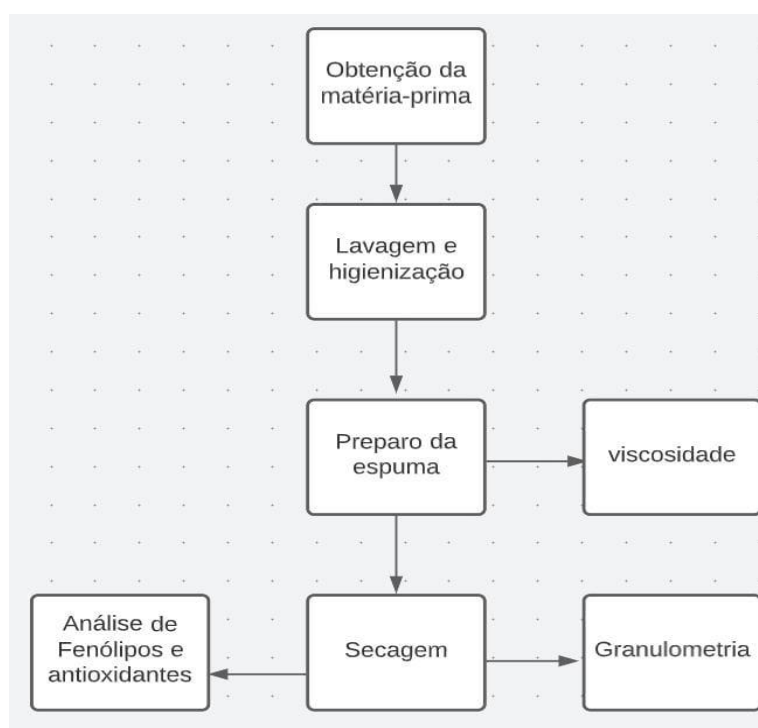 Obtenção da
matéria-prima
Lavagem e
higienização
Preparo da
espuma
viscosidade
Análise de
Fenólipos e
antioxidantes
Secagem
Granulometria